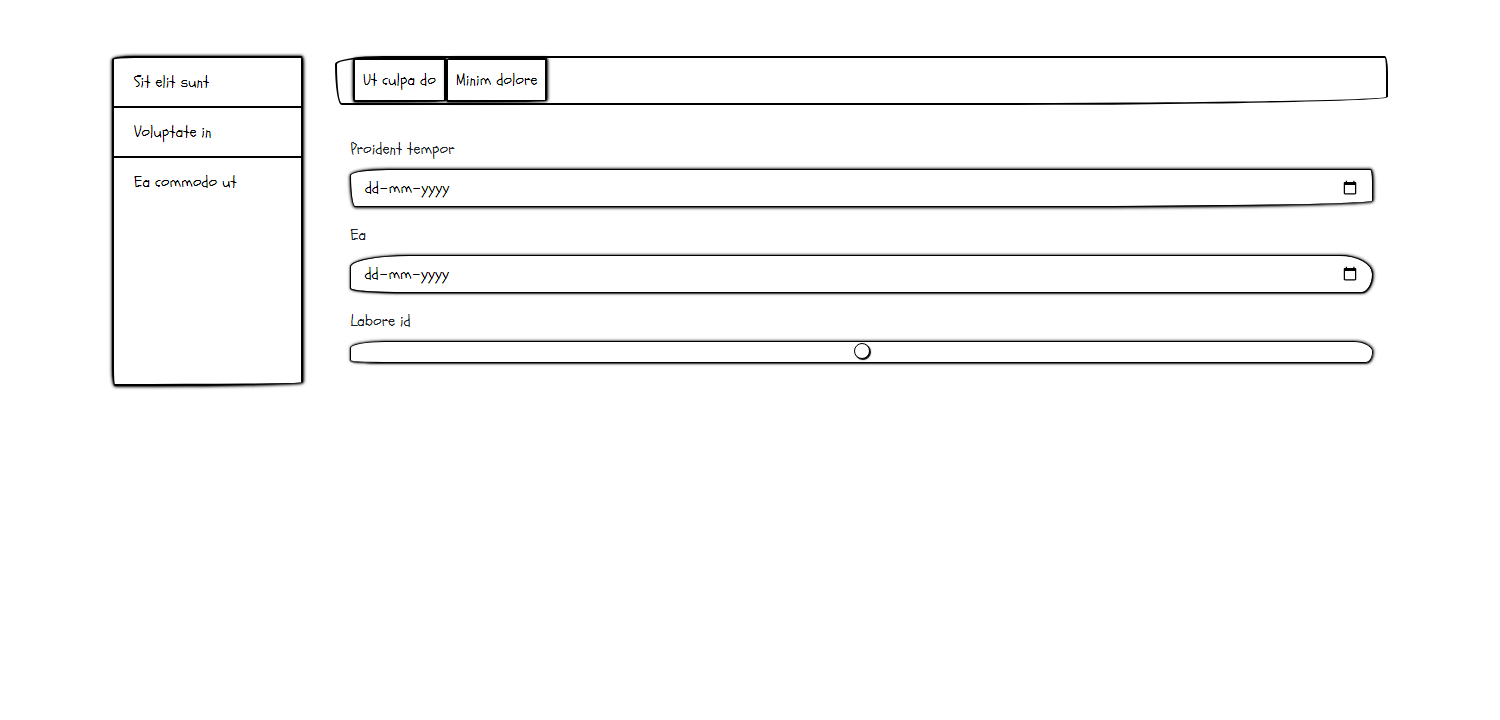 Sit elit sunt
Voluptate in
Ea commodo ut
Ut culpa do
Minim dolore
Proident tempor
dd-mm-yyyy
Ea
dd-mm-yyyy
Labore id